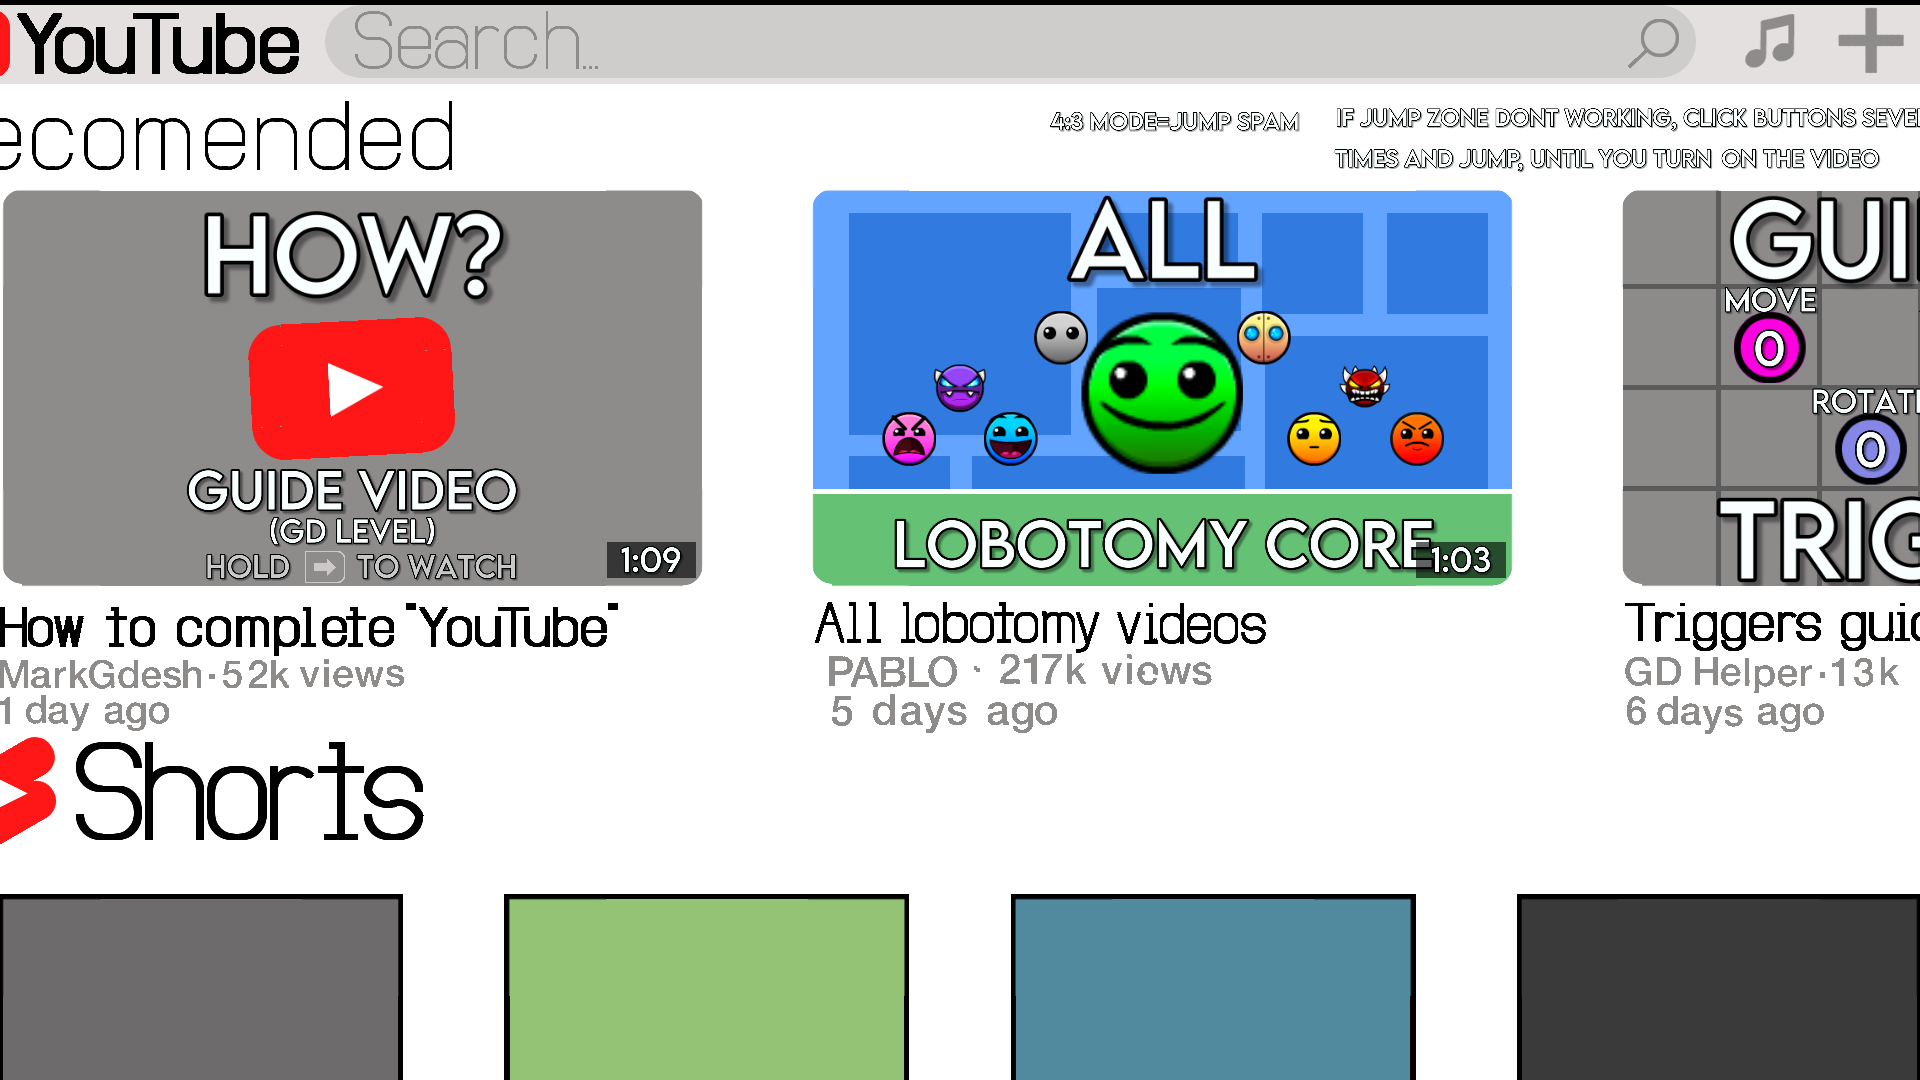 YouTube
Search...
ecomended
4:3 MODE=JUMP SPAM
IF JUMP ZONE DONT WORKING, CLICK BUTTONS SEVE
TIMES AND JUMP, UNTIL YOU TURN ON THE VIDEO
HOW?
GUIDE VIDEO
(GD LEVEL)
HOLD ➡ TO WATCH
1:09
ALL
LOBOTOMY CORE
1:03
GUI
MOVE
0
ROTAT
0
TRIG
How to complete "YouTube"
MarkGdesh·52k views
1 day ago
All lobotomy videos
PABLO · 217k views
5 days ago
Triggers guid
GD Helper·13k
6 days ago
Shorts